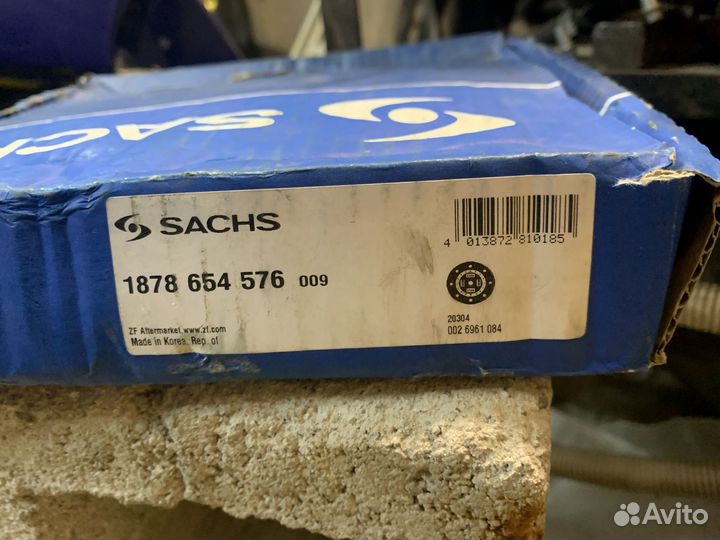 SACHS
SACHS
4 013872 810185
1878 654 576 009
20304
002 6961 084
ZF Aftermarket www.zf.com
Made in Korea, Rep. of
Avito